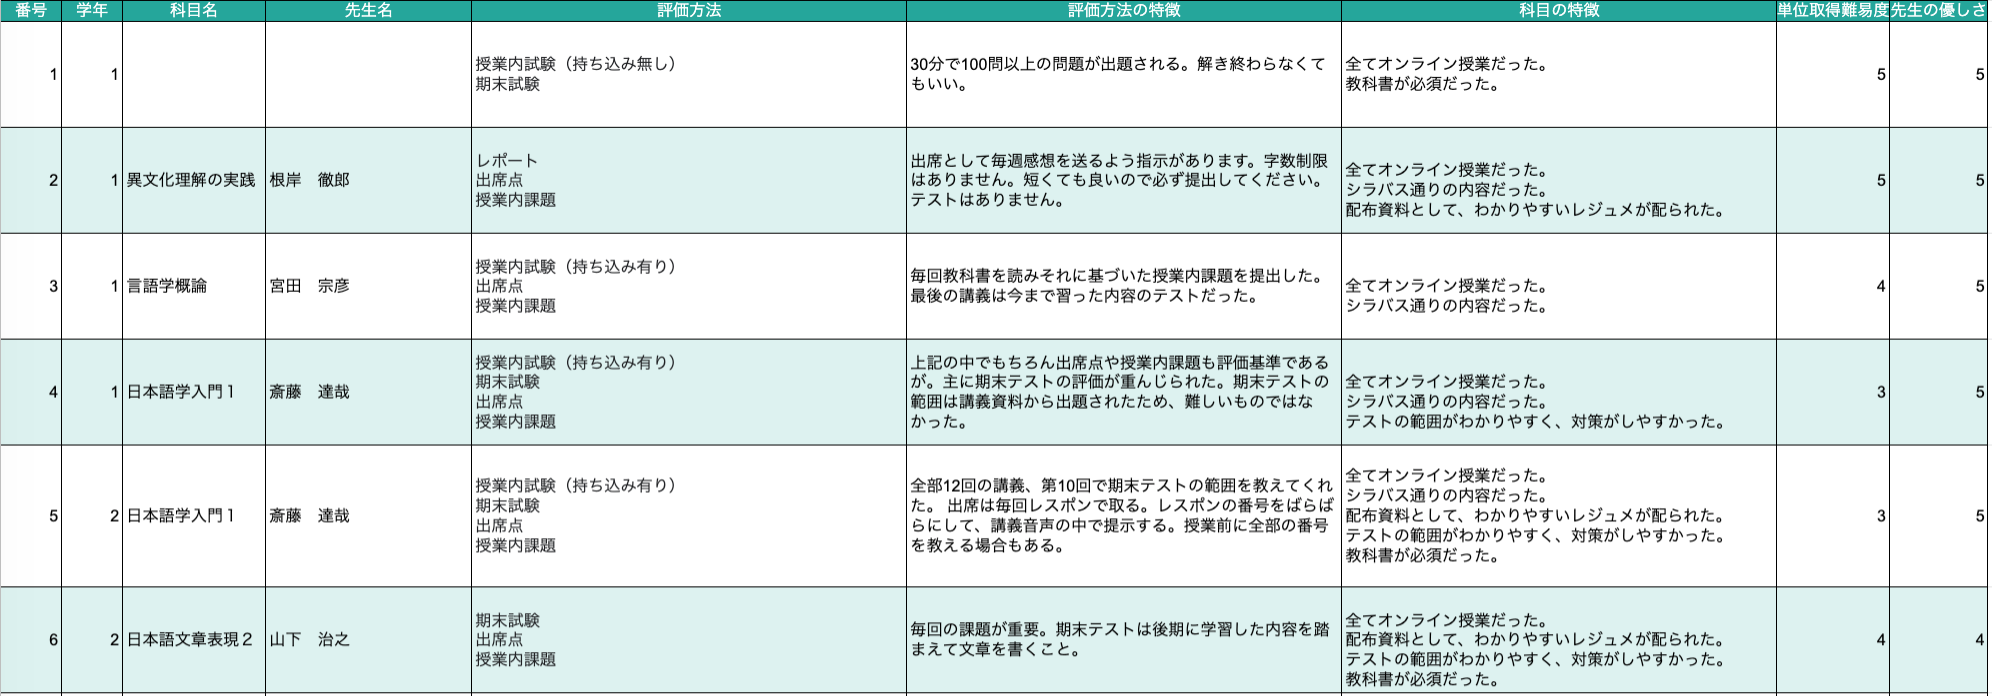 番号 学年 科目名 先生名 評価方法 評価方法の特徴 科目の特徴 単位取得難易度 先生の優しさ
1 1
授業内試験（持ち込み無し）
期末試験
30分で100問以上の問題が出題される。解き終わらなくて
もいい。
全てオンライン授業だった。
教科書が必須だった。
5 5
2 1 異文化理解の実践 根岸　徹郎
レポート
出席点
授業内課題
出席として毎週感想を送るよう指示があります。字数制限
はありません。短くても良いので必ず提出してください。
テストはありません。
全てオンライン授業だった。
シラバス通りの内容だった。
配布資料として、わかりやすいレジュメが配られた。
5 5
3 1 言語学概論 宮田　宗彦
授業内試験（持ち込み有り）
出席点
授業内課題
毎回教科書を読みそれに基づいた授業内課題を提出した。
最後の講義は今まで習った内容のテストだった。
全てオンライン授業だった。
シラバス通りの内容だった。
4 5
4 1 日本語学入門１ 斎藤　達哉
授業内試験（持ち込み有り）
期末試験
出席点
授業内課題
上記の中でもちろん出席点や授業内課題も評価基準である
が。主に期末テストの評価が重んじられた。期末テストの
範囲は講義資料から出題されたため、難しいものではな
かった。
全てオンライン授業だった。
シラバス通りの内容だった。
テストの範囲がわかりやすく、対策がしやすかった。
3 5
5 2 日本語学入門１ 斎藤　達哉
授業内試験（持ち込み有り）
期末試験
出席点
授業内課題
全部12回の講義、第10回で期末テストの範囲を教えてくれ
た。 出席は毎回レスポンで取る。レスポンの番号をばらば
らにして、講義音声の中で提示する。授業前に全部の番号
を教える場合もある。
全てオンライン授業だった。
シラバス通りの内容だった。
配布資料として、わかりやすいレジュメが配られた。
テストの範囲がわかりやすく、対策がしやすかった。
教科書が必須だった。
3 5
6 2 日本語文章表現２ 山下　治之
期末試験
出席点
授業内課題
毎回の課題が重要。期末テストは後期に学習した内容を踏
まえて文章を書くこと。
全てオンライン授業だった。
配布資料として、わかりやすいレジュメが配られた。
テストの範囲がわかりやすく、対策がしやすかった。
教科書が必須だった。
4 4